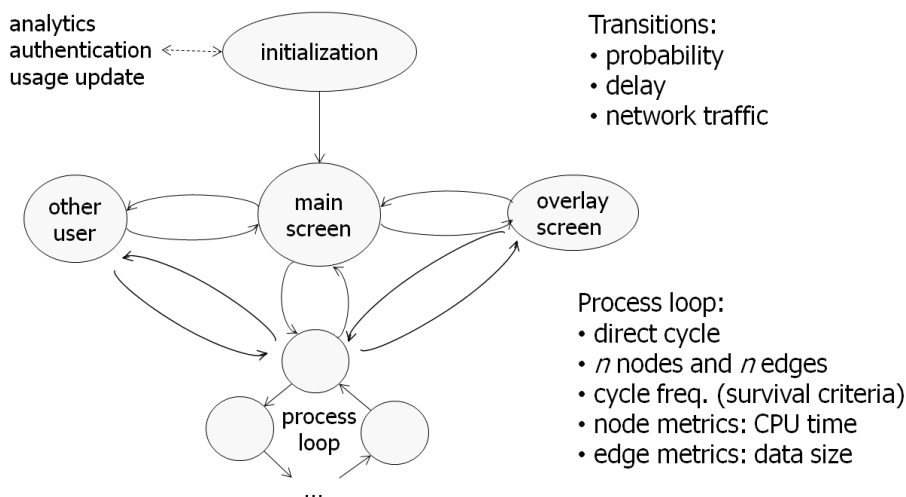 analytics
authentication
usage update
initialization
Transitions:
• probability
• delay
• network traffic
other
user
main
screen
overlay
screen
Process loop:
• direct cycle
• n nodes and n edges
• cycle freq. (survival criteria)
• node metrics: CPU time
• edge metrics: data size
process
loop
...